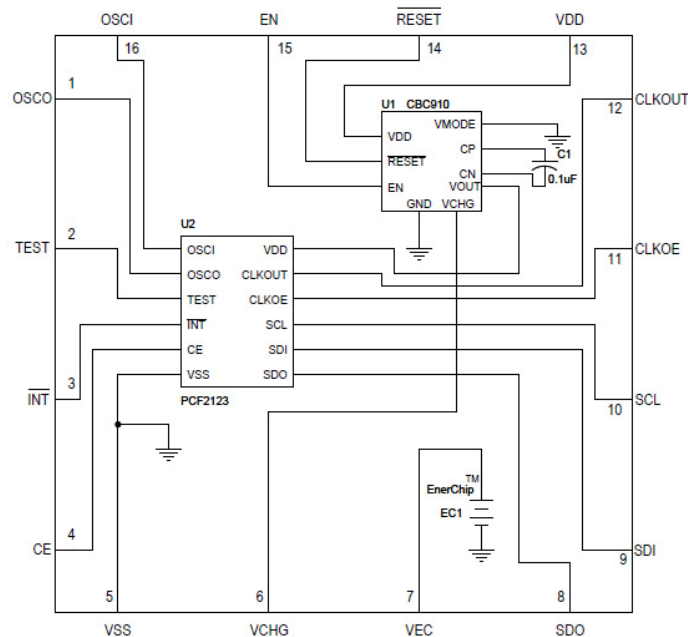 OSCI EN RESET VDD
16 15 14 13
1
OSCO
U1 CBC910
12 CLKOUT
VMODE
VDD
CP
C1
RESET
CN
0.1uF
EN
VOUT
GND VCHG
U2
2
TEST
OSCI VDD
11 CLKOE
OSCO CLKOUT
TEST CLKOE
INT SCL
CE SDI
VSS SDO
3
INT
PCF2123
10 SCL
TM
EnerChip
EC1
4
CE
9 SDI
5 6 7 8
VSS VCHG VEC SDO